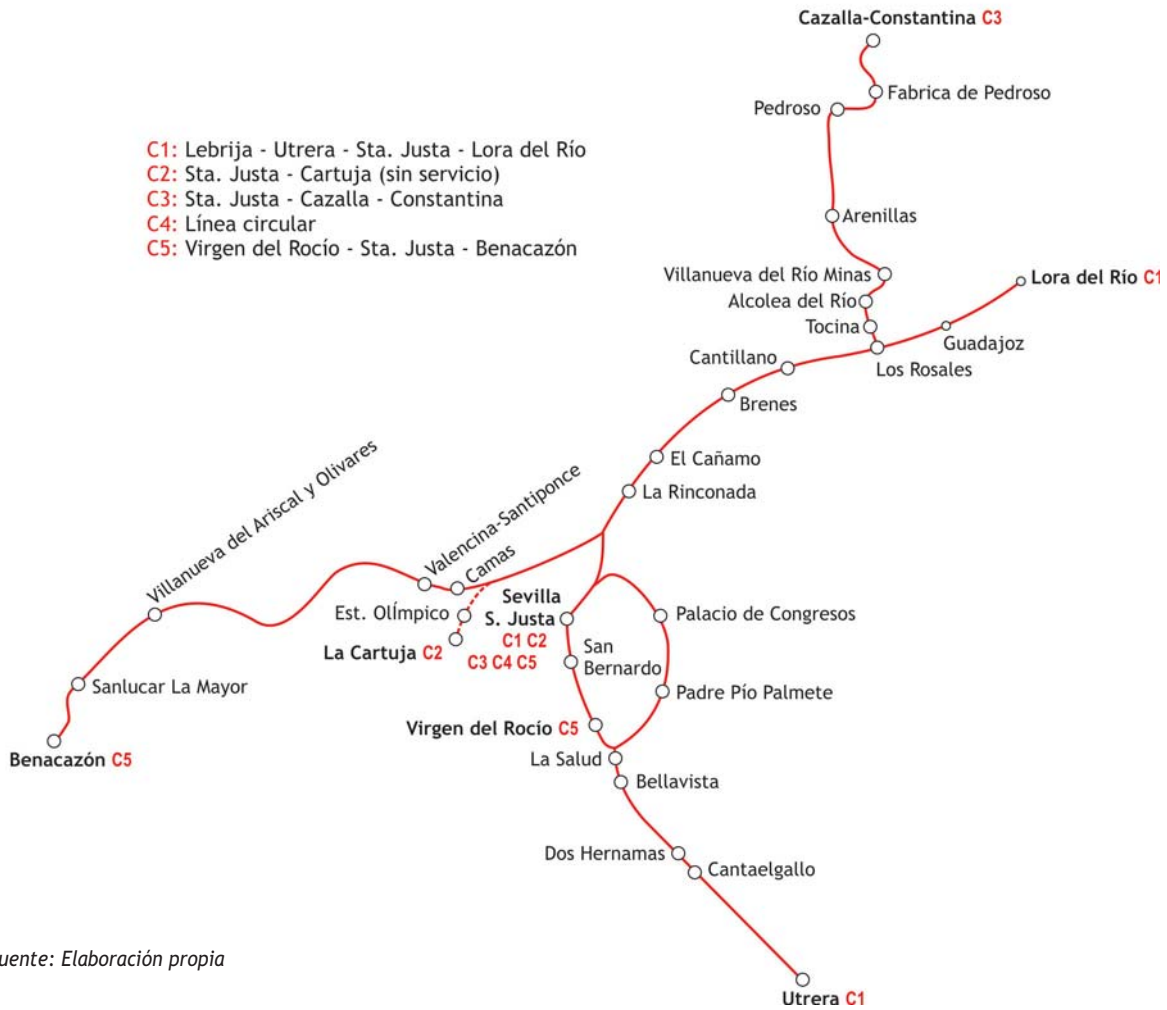 Cazalla-Constantina C3
Fabrica de Pedroso
Pedroso
C1: Lebrija - Utrera - Sta. Justa - Lora del Río
C2: Sta. Justa - Cartuja (sin servicio)
C3: Sta. Justa - Cazalla - Constantina
C4: Línea circular
C5: Virgen del Rocío - Sta. Justa - Benacazón
Arenillas
Villanueva del Río Minas
Lora del Río C1
Alcolea del Río
Tocina
Guadajoz
Cantillano
Los Rosales
Brenes
El Cañamo
La Rinconada
Villanueva del Ariscal y Olivares
Valencina-Santiponce
Camas
Est. Olímpico
La Cartuja C2
Sevilla
S. Justa
C1 C2
C3 C4 C5
Palacio de Congresos
San
Bernardo
Padre Pío Palmete
Sanlucar La Mayor
Virgen del Rocío C5
Benacazón C5
La Salud
Bellavista
Dos Hernamas
Cantaelgallo
uente: Elaboración propia
Utrera C1